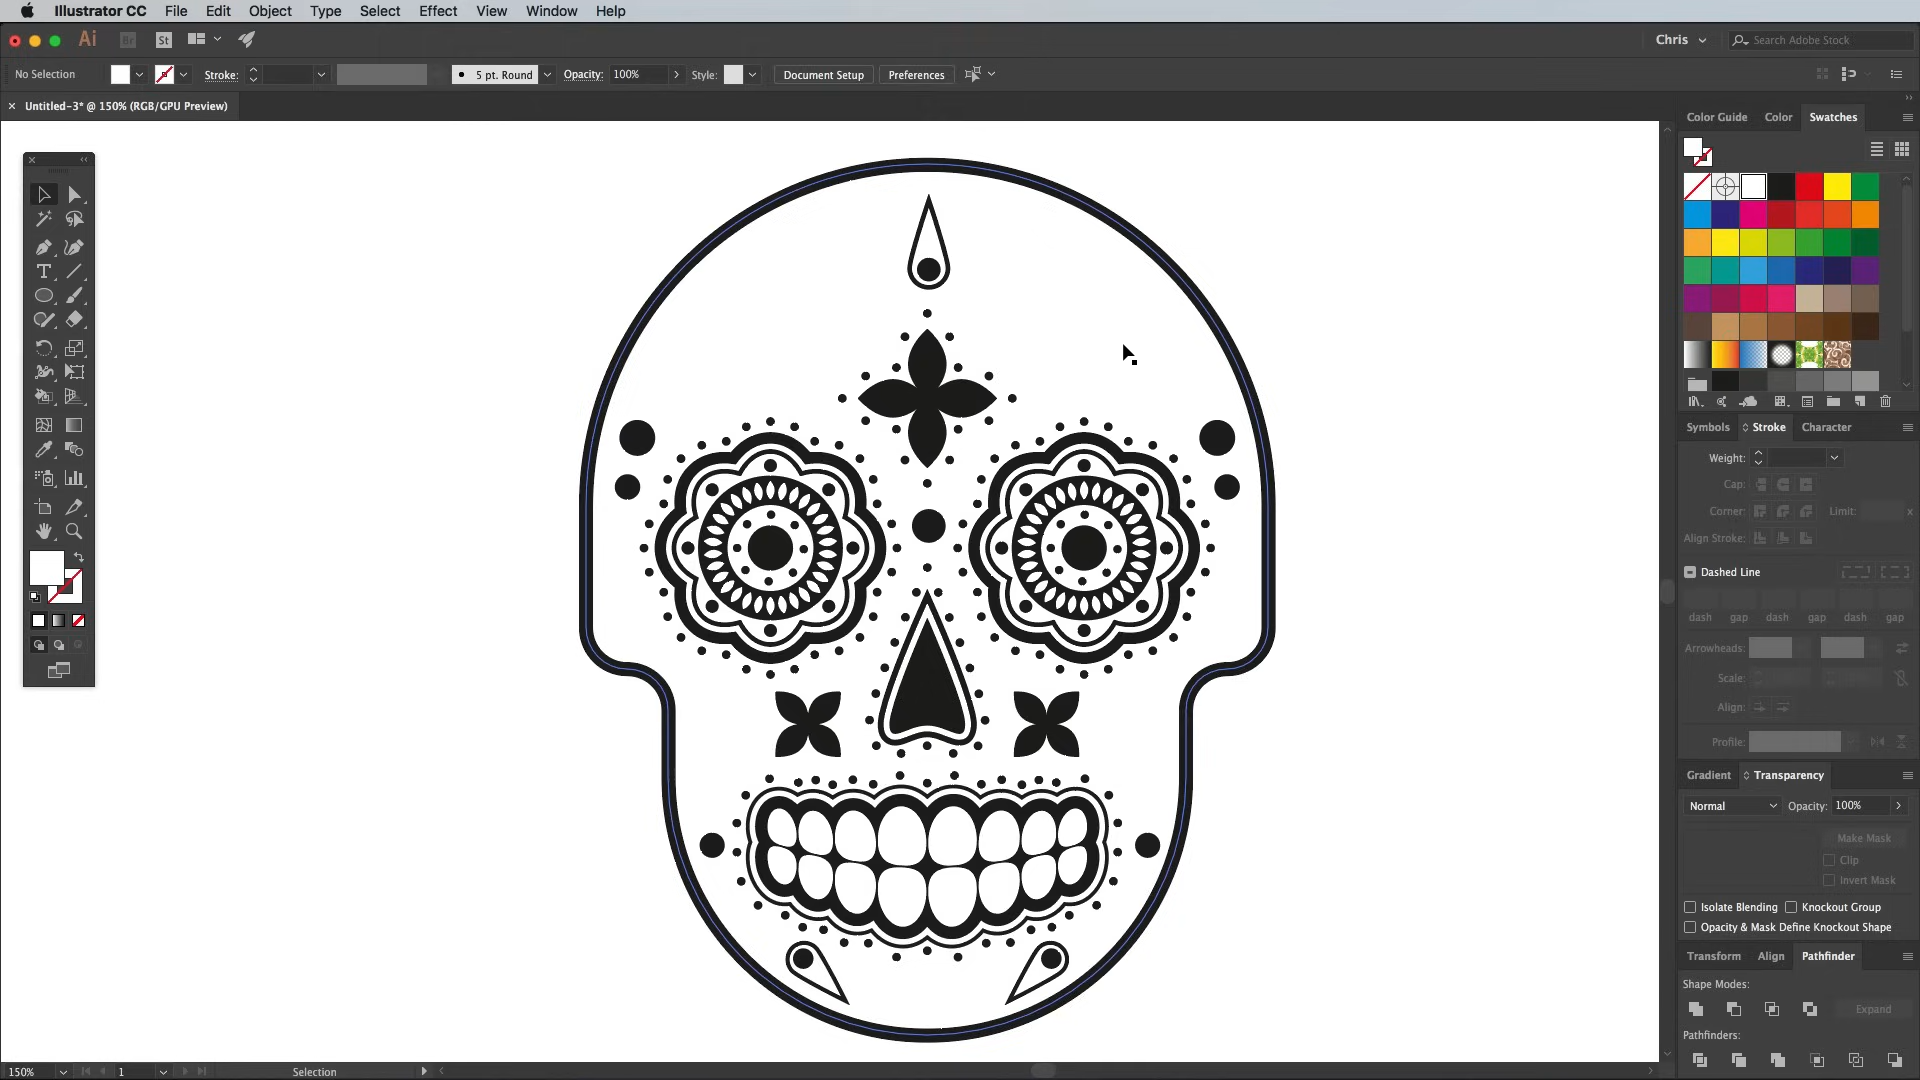 Illustrator CC File Edit Object Type Select Effect View Window Help
Ai Br St Chris Search Adobe Stock
No Selection Stroke: 5 pt. Round Opacity: 100% Style: Document Setup Preferences
Untitled-3* @ 150% (RGB/GPU Preview)
Color Guide Color Swatches
Symbols Stroke Character
Weight:
Cap:
Corner: Limit: x
Align Stroke:
Dashed Line
dash gap dash gap dash gap
Arrowheads:
Scale:
Align:
Profile:
Gradient Transparency
Normal Opacity: 100%
Make Mask
Clip
Invert Mask
Isolate Blending Knockout Group
Opacity & Mask Define Knockout Shape
Transform Align Pathfinder
Shape Modes:
Expand
Pathfinders:
150% 1 Selection